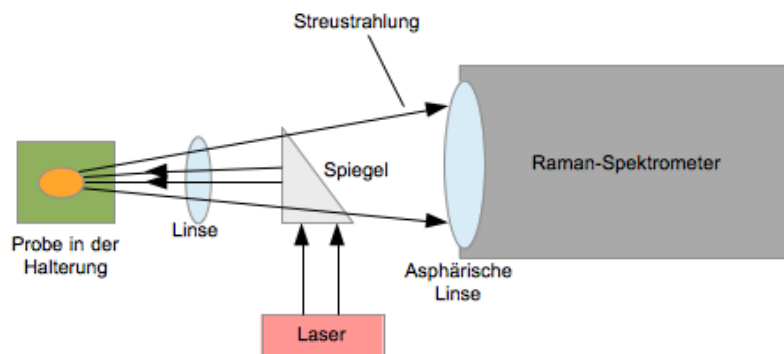 Streustrahlung
Raman-Spektrometer
Spiegel
Linse
Probe in der
Halterung
Asphärische
Linse
Laser